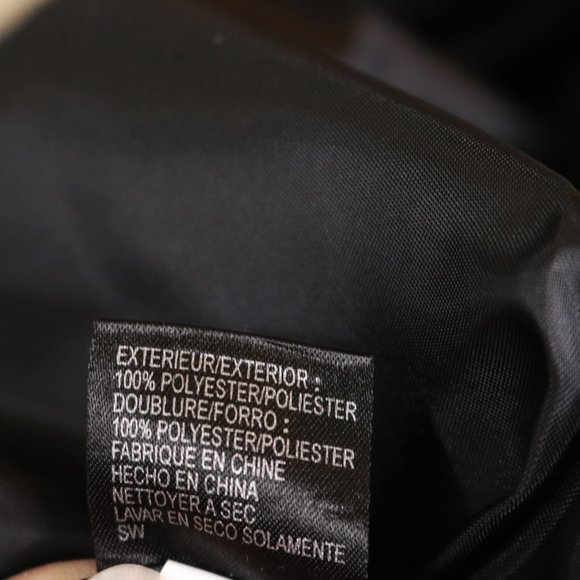 EXTERIEUR/EXTERIOR :
100% POLYESTER/POLIESTER
DOUBLURE/FORRO :
100% POLYESTER/POLIESTER
FABRIQUE EN CHINE
HECHO EN CHINA
NETTOYER A SEC
LAVAR EN SECO SOLAMENTE
SW